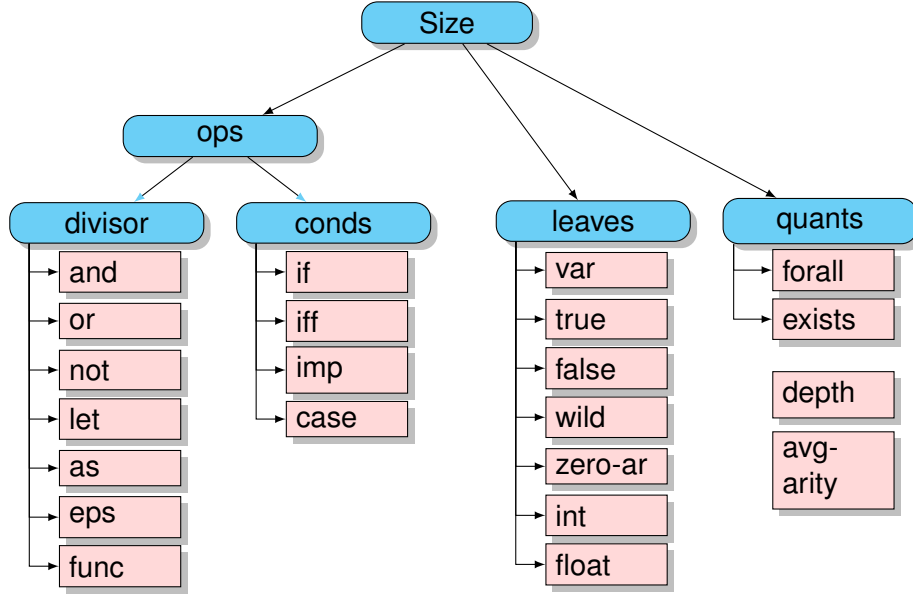 Size
ops
divisor
and
or
not
let
as
eps
func
conds
if
iff
imp
case
leaves
var
true
false
wild
zero-ar
int
float
quants
forall
exists
depth
avg-
arity